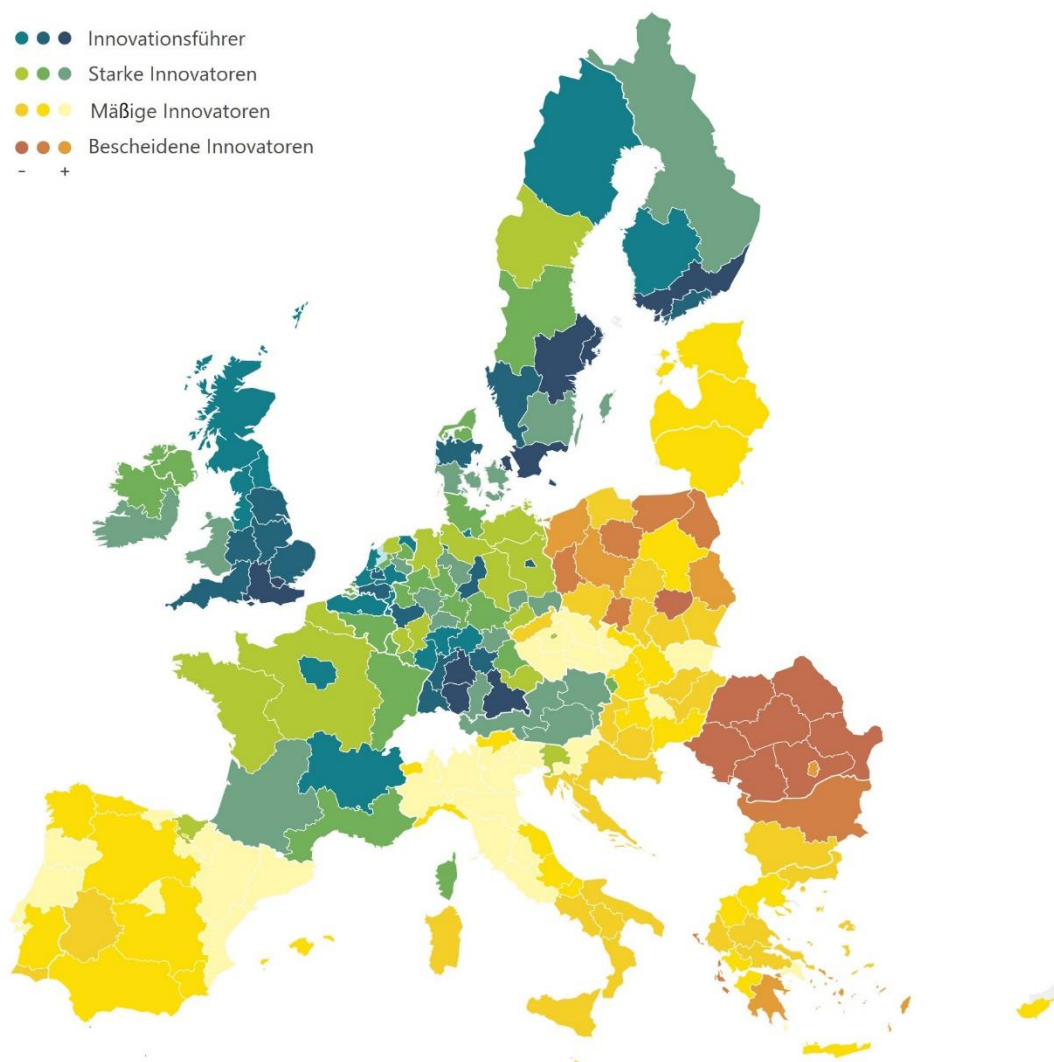 Innovationsführer
Starke Innovatoren
Mäßige Innovatoren
Bescheidene Innovatoren
- +